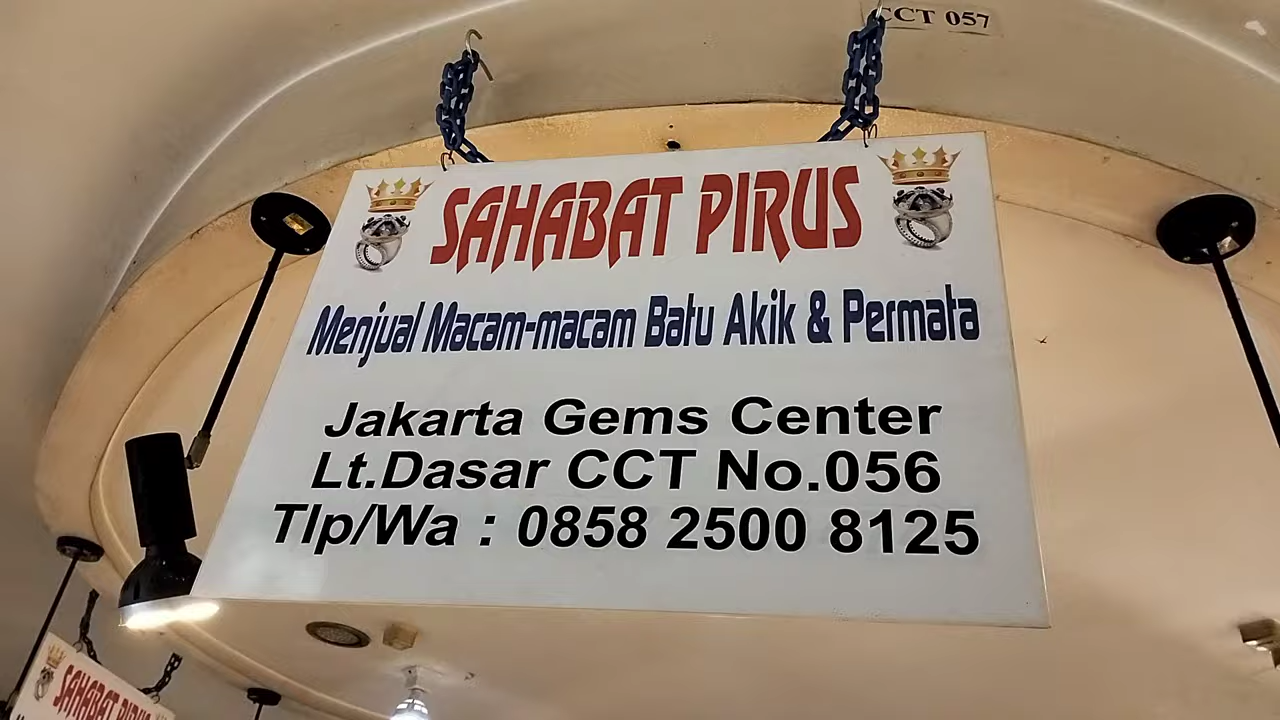 CCT 057
SAHABAT PIRUS
Menjual Macam-macam Batu Akik & Permata
Jakarta Gems Center
Lt.Dasar CCT No.056
Tlp/Wa : 0858 2500 8125
SAHABAT PIRUS